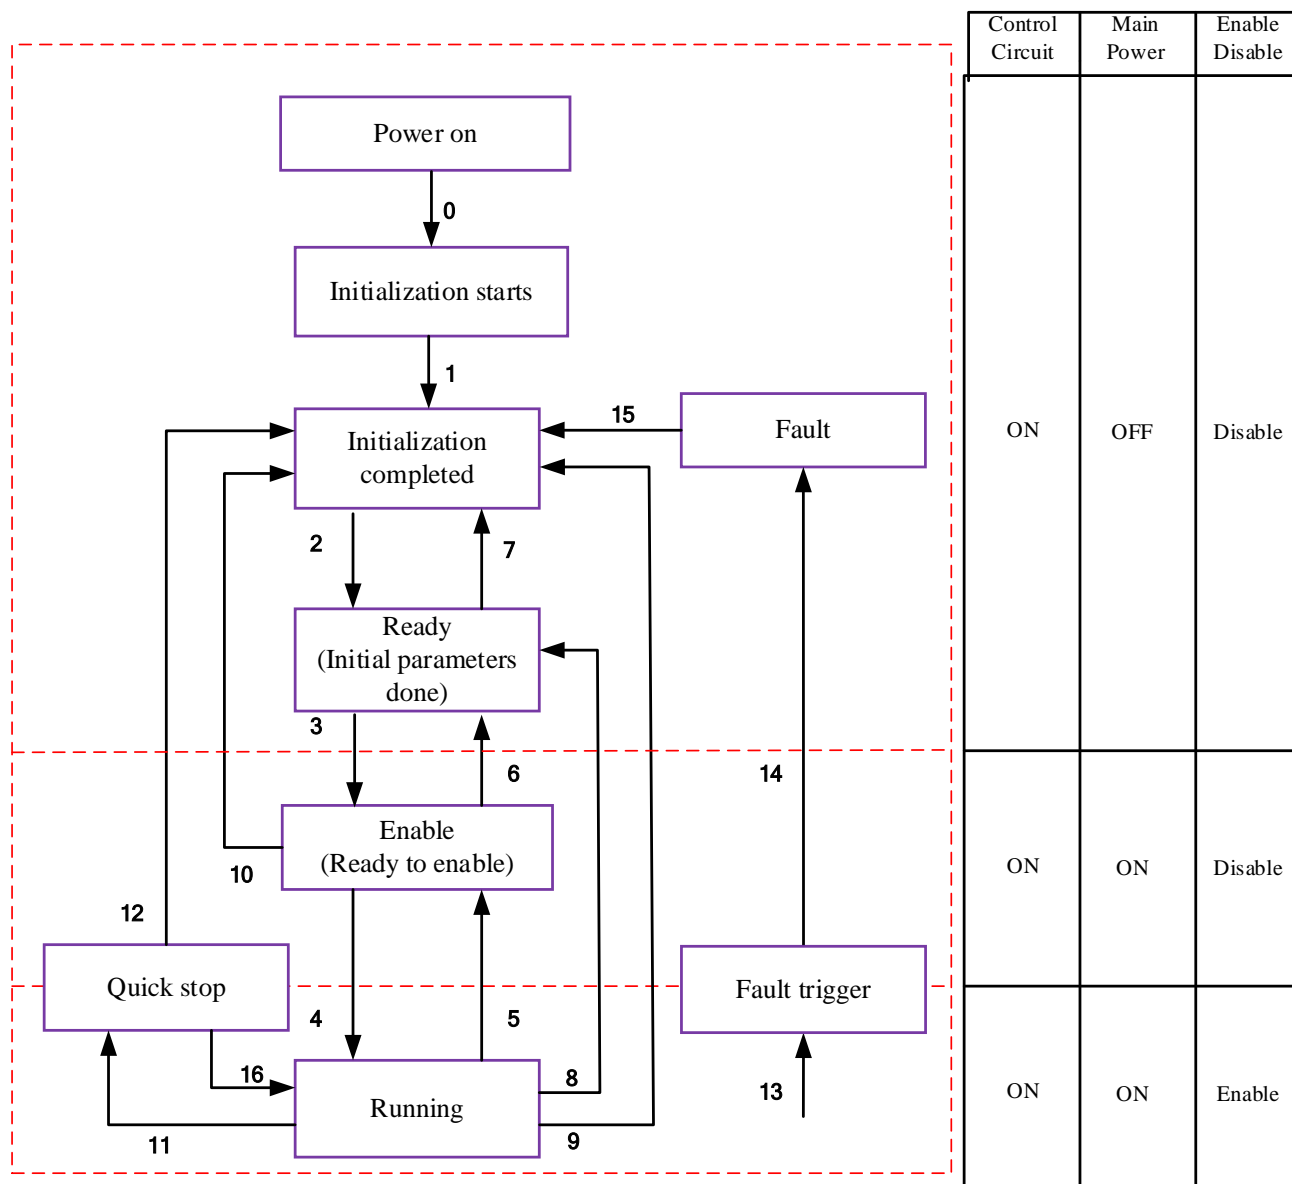 Control
Circuit
Main
Power
Enable
Disable
Power on
0
Initialization starts
1
Initialization
completed
15
Fault
ON
OFF
Disable
2
7
Ready
(Initial parameters
done)
3
6
14
Enable
(Ready to enable)
10
ON
ON
Disable
12
Quick stop
Fault trigger
4
5
16
8
13
Running
11
9
ON
ON
Enable